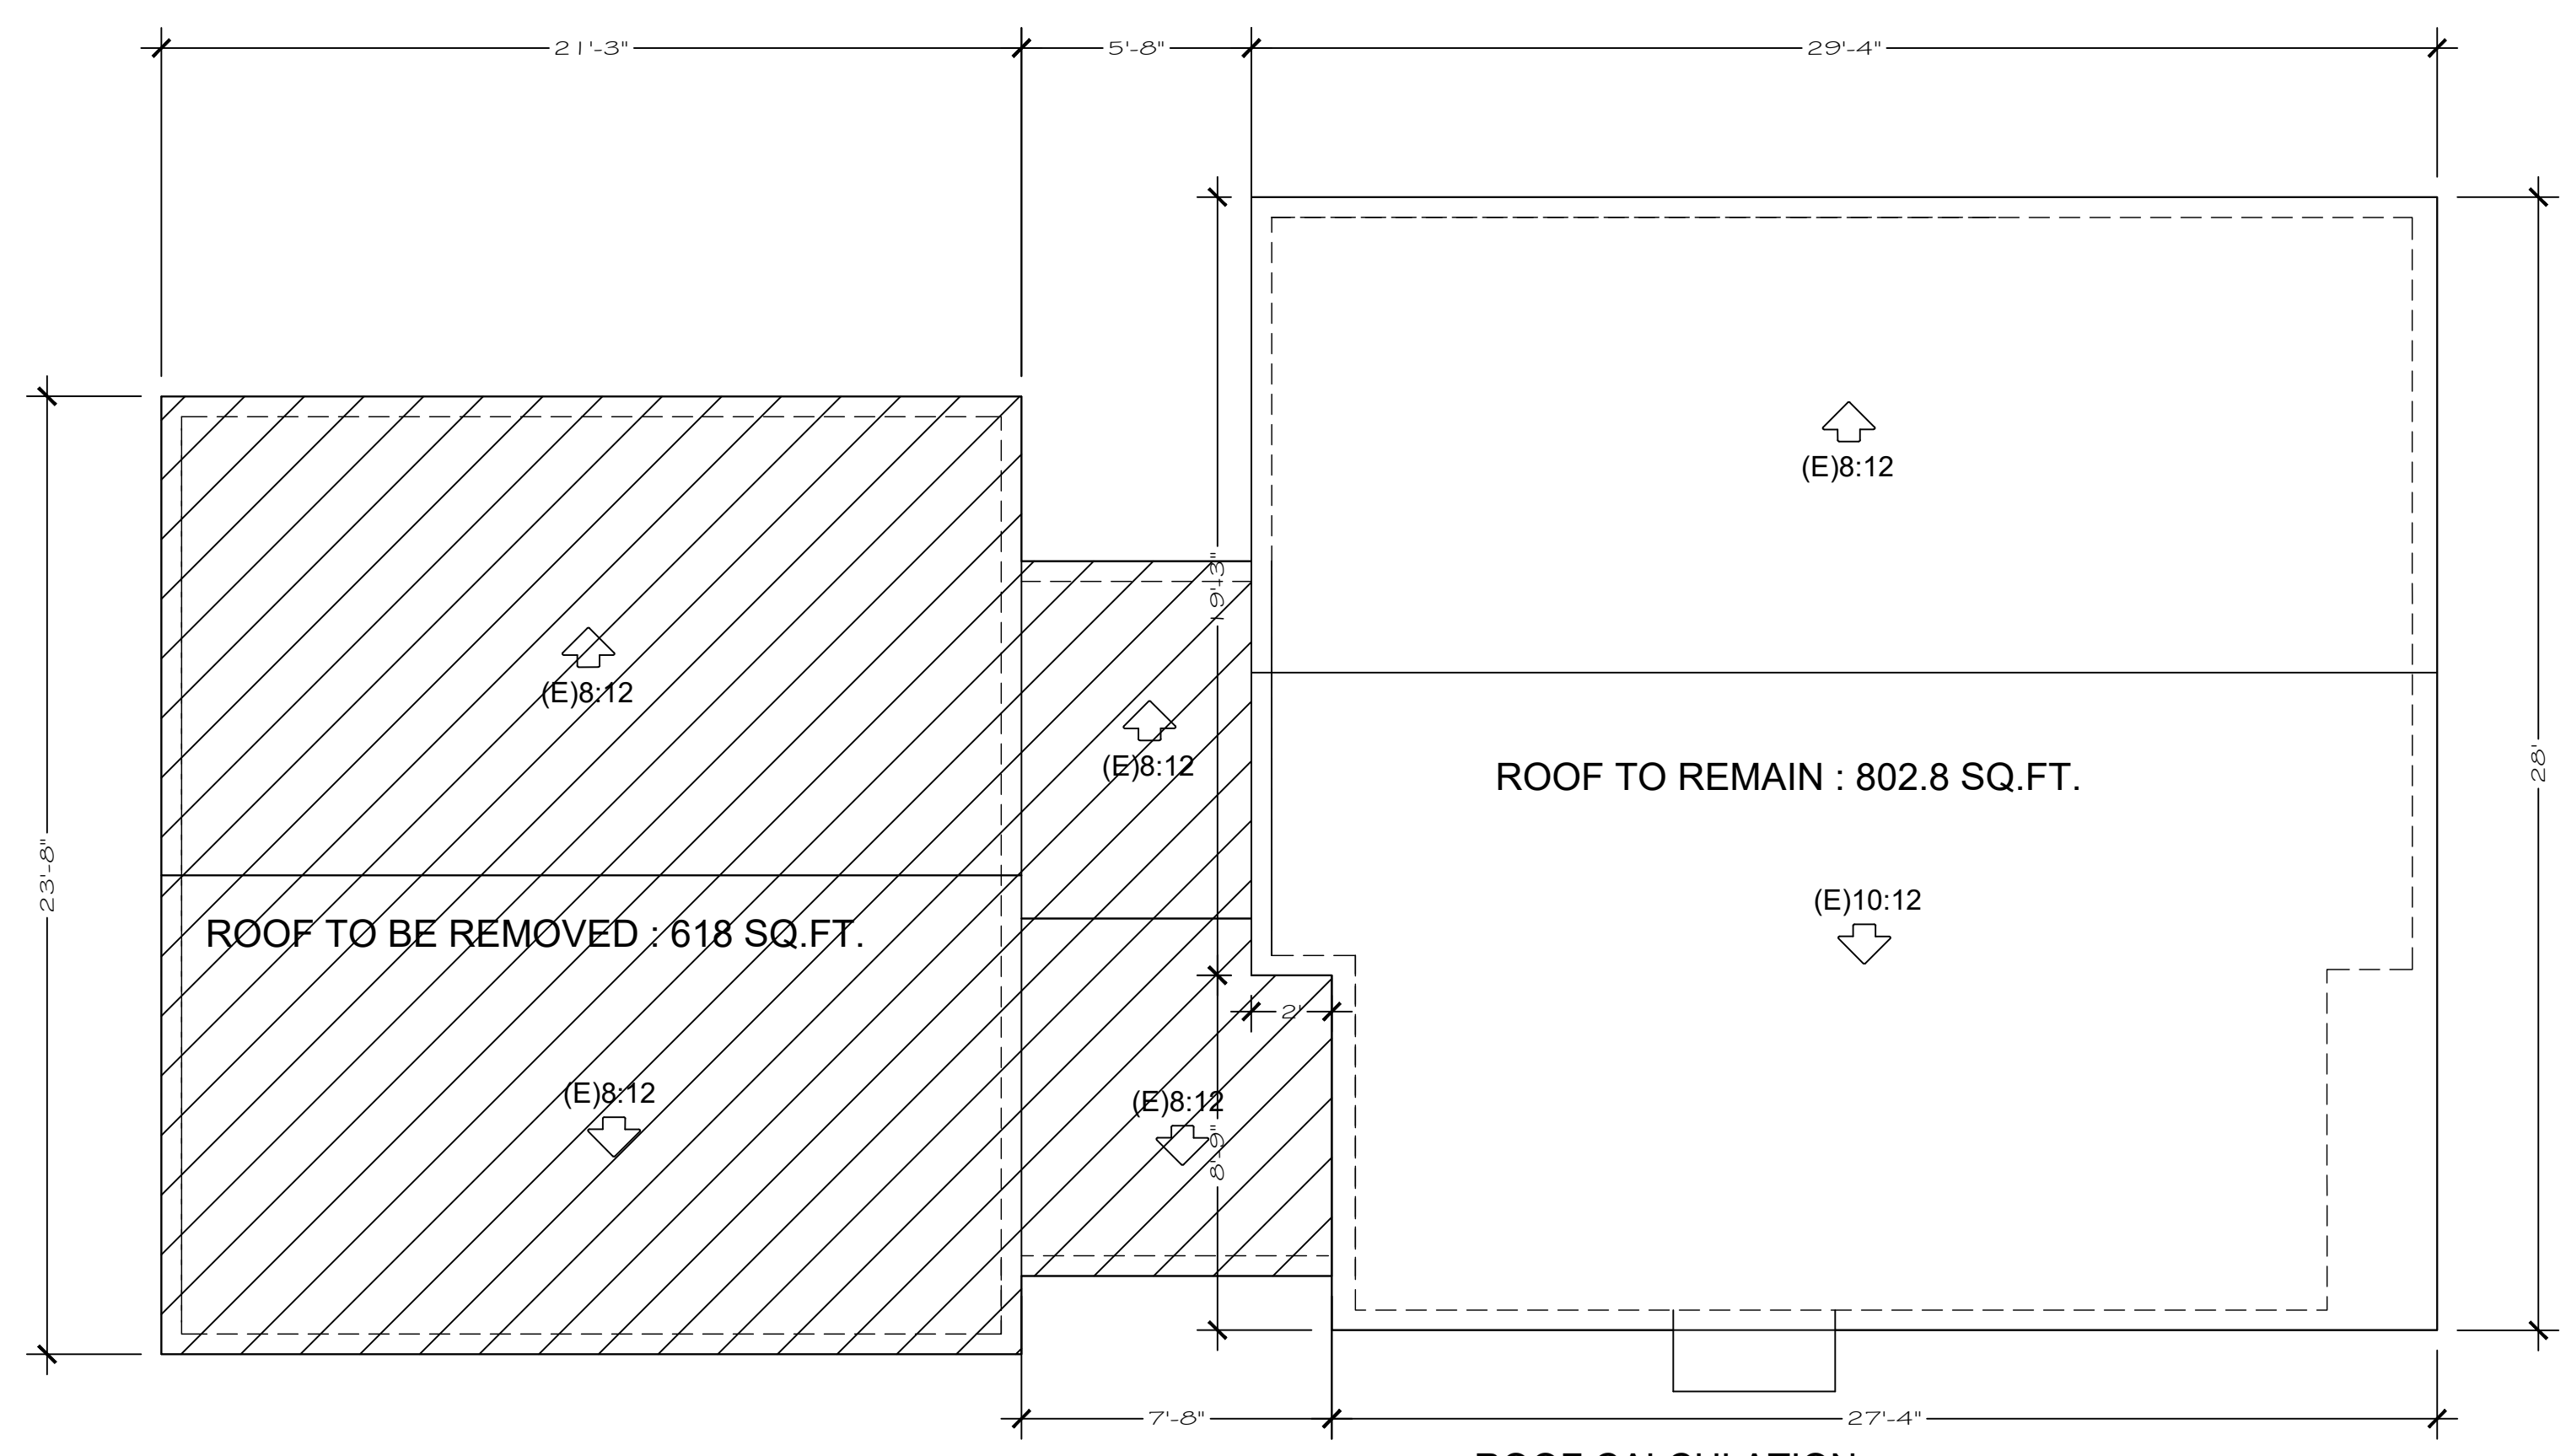 21'-3"
5'-8"
29'-4"
(E)8:12
19'-3"
(E)8:12
(E)8:12
ROOF TO REMAIN : 802.8 SQ.FT.
28'
23'-8"
(E)10:12
ROOF TO BE REMOVED : 618 SQ.FT.
2'
(E)8:12
(E)8:12
8'-9"
7'-8"
27'-4"
ROOF CALCULATION